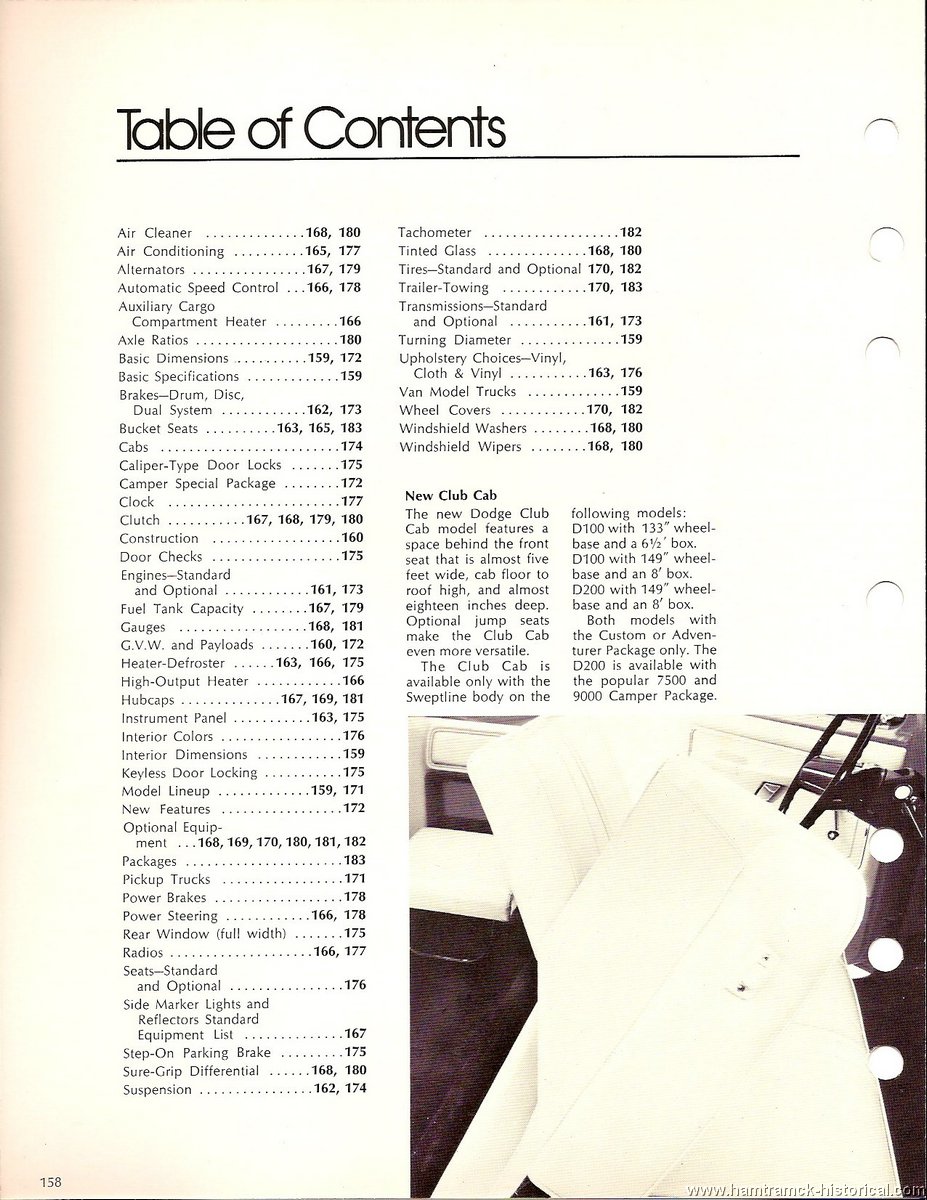 Table of Contents
Air Cleaner ..............168, 180
Air Conditioning ..........165, 177
Alternators ................167, 179
Automatic Speed Control ...166, 178
Auxiliary Cargo
Compartment Heater .........166
Axle Ratios ....................180
Basic Dimensions ..........159, 172
Basic Specifications .............159
Brakes—Drum, Disc,
Dual System ............162, 173
Bucket Seats ..........163, 165, 183
Cabs .........................174
Caliper-Type Door Locks .......175
Camper Special Package ........172
Clock ........................177
Clutch ...........167, 168, 179, 180
Construction ..................160
Door Checks ..................175
Engines—Standard
and Optional ............161, 173
Fuel Tank Capacity ........167, 179
Gauges ..................168, 181
G.V.W. and Payloads .......160, 172
Heater-Defroster ......163, 166, 175
High-Output Heater ............166
Hubcaps ..............167, 169, 181
Instrument Panel ...........163, 175
Interior Colors .................176
Interior Dimensions ............159
Keyless Door Locking ...........175
Model Lineup .............159, 171
New Features .................172
Optional Equip-
ment ...168, 169, 170, 180, 181, 182
Packages ......................183
Pickup Trucks .................171
Power Brakes ..................178
Power Steering ............166, 178
Rear Window (full width) .......175
Radios ....................166, 177
Seats—Standard
and Optional ................176
Side Marker Lights and
Reflectors Standard
Equipment List ..............167
Step-On Parking Brake .........175
Sure-Grip Differential ......168, 180
Suspension ................162, 174
Tachometer ...................182
Tinted Glass ..............168, 180
Tires—Standard and Optional 170, 182
Trailer-Towing ............170, 183
Transmissions—Standard
and Optional ...........161, 173
Turning Diameter ..............159
Upholstery Choices—Vinyl,
Cloth & Vinyl ...........163, 176
Van Model Trucks .............159
Wheel Covers ............170, 182
Windshield Washers ........168, 180
Windshield Wipers ........168, 180
New Club Cab
The new Dodge Club
Cab model features a
space behind the front
seat that is almost five
feet wide, cab floor to
roof high, and almost
eighteen inches deep.
Optional jump seats
make the Club Cab
even more versatile.
The Club Cab is
available only with the
Sweptline body on the
following models:
D100 with 133″ wheel-
base and a 6½′ box.
D100 with 149″ wheel-
base and an 8′ box.
D200 with 149″ wheel-
base and an 8′ box.
Both models with
the Custom or Adven-
turer Package only. The
D200 is available with
the popular 7500 and
9000 Camper Package.
158
www.hamtramck-historical.com